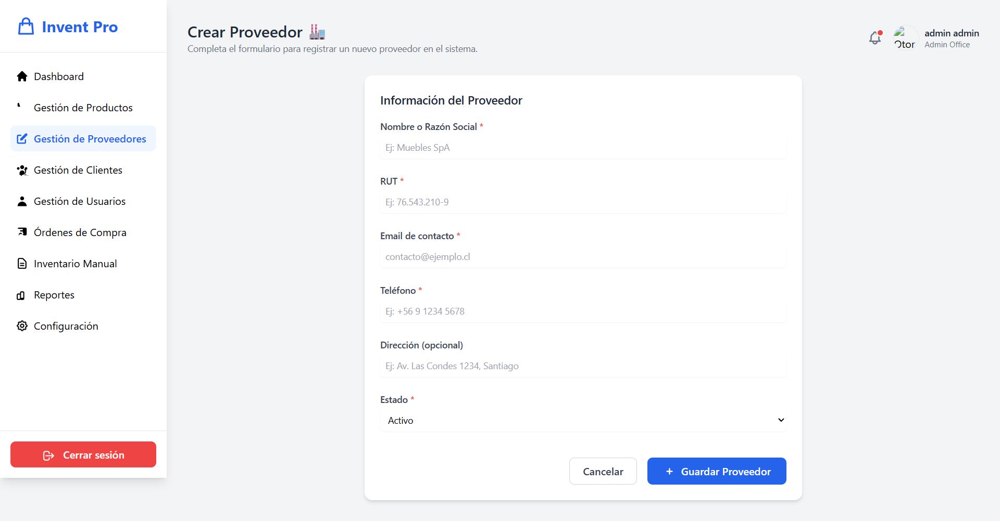 Invent Pro
Dashboard
Gestión de Productos
Gestión de Proveedores
Gestión de Clientes
Gestión de Usuarios
Órdenes de Compra
Inventario Manual
Reportes
Configuración
Cerrar sesión
Crear Proveedor
Completa el formulario para registrar un nuevo proveedor en el sistema.
Otor
admin admin
Admin Office
Información del Proveedor
Nombre o Razón Social *
Ej: Muebles SpA
RUT *
Ej: 76.543.210-9
Email de contacto *
contacto@ejemplo.cl
Teléfono *
Ej: +56 9 1234 5678
Dirección (opcional)
Ej: Av. Las Condes 1234, Santiago
Estado *
Activo
Cancelar
+ Guardar Proveedor